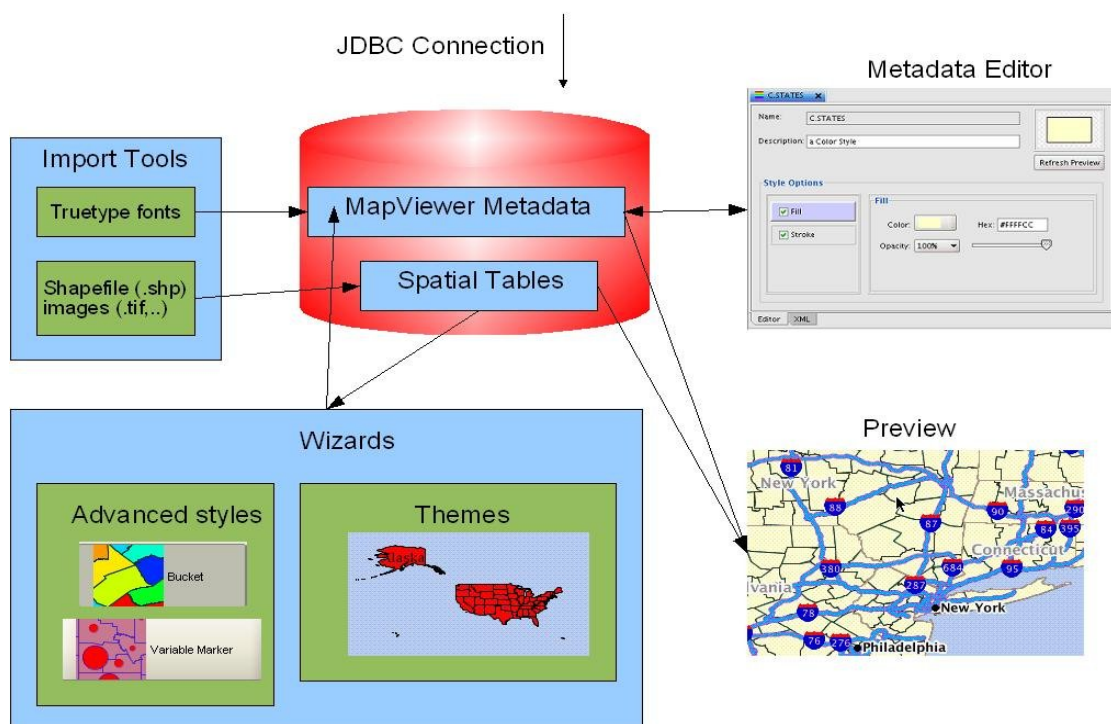 JDBC Connection
Metadata Editor
C.STATES
Name:
C.STATES
Description:
a Color Style
Refresh Preview
Style Options
Fill
Stroke
Fill
Color:
Hex:
#FFFFCC
Opacity:
100%
Editor
XML
Import Tools
Truetype fonts
Shapefile (.shp)
images (.tif,..)
MapViewer Metadata
Spatial Tables
Wizards
Advanced styles
Bucket
Variable Marker
Themes
Alaska
Preview
81
New York
Massachus
88
90
290
87
84
395
Connecticut
380
684
95
287
lvania
New York
78
76
276
Philadelphia